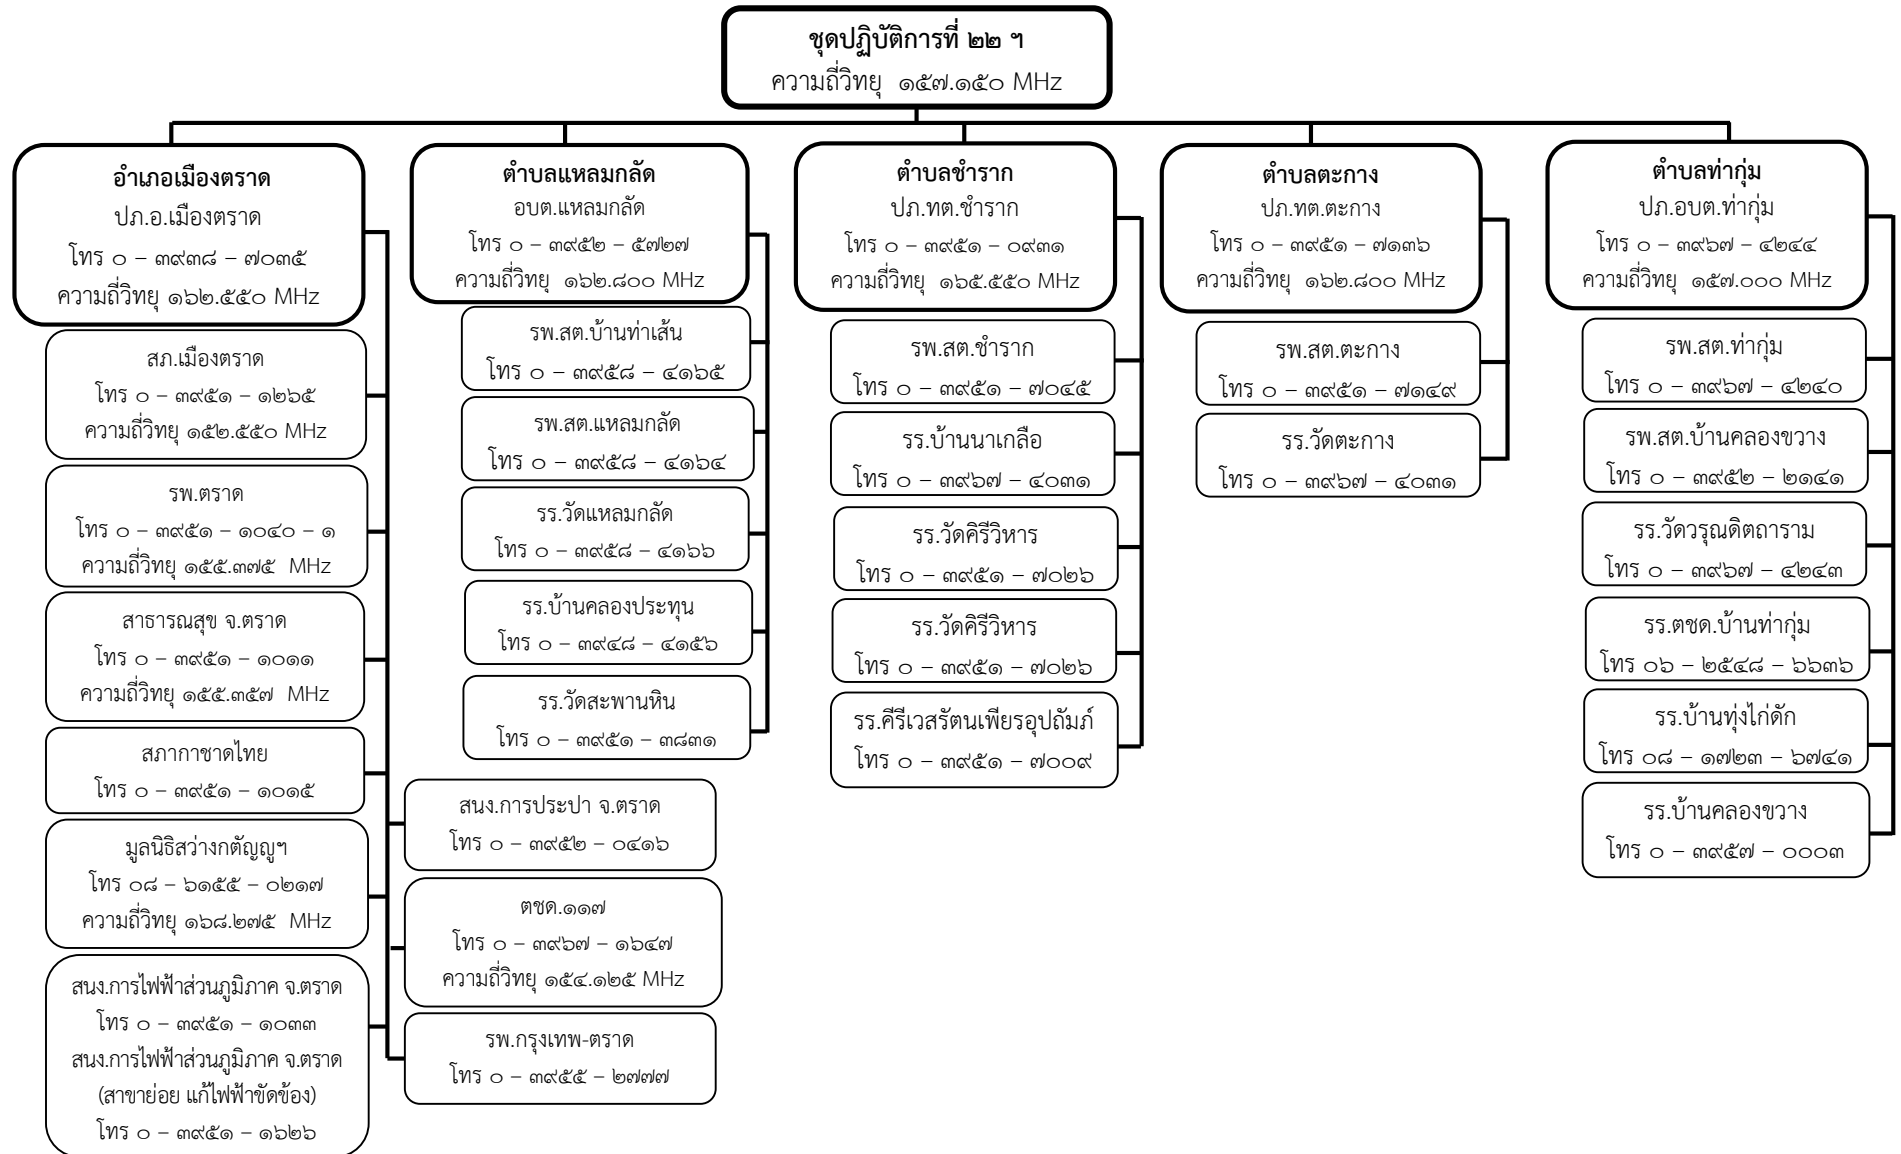 ชุดปฏิบัติการที่ ๒๒ ฯ
ความถี่วิทยุ ๑๕๗.๑๕๐ MHz
อำเภอเมืองตราด
ปภ.อ.เมืองตราด
โทร ๐ – ๓๙๓๘ – ๗๐๓๕
ความถี่วิทยุ ๑๖๒.๕๕๐ MHz
สภ.เมืองตราด
โทร ๐ – ๓๙๕๑ – ๑๒๖๕
ความถี่วิทยุ ๑๕๒.๕๕๐ MHz
รพ.ตราด
โทร ๐ – ๓๙๕๑ – ๑๐๔๐ – ๑
ความถี่วิทยุ ๑๕๕.๓๗๕ MHz
สาธารณสุข จ.ตราด
โทร ๐ – ๓๙๕๑ – ๑๐๑๑
ความถี่วิทยุ ๑๕๕.๓๕๗ MHz
สภากาชาดไทย
โทร ๐ – ๓๙๕๑ – ๑๐๑๕
มูลนิธิสว่างกตัญญูฯ
โทร ๐๘ – ๖๑๕๕ – ๐๒๑๗
ความถี่วิทยุ ๑๖๘.๒๗๕ MHz
สนง.การไฟฟ้าส่วนภูมิภาค จ.ตราด
โทร ๐ – ๓๙๕๑ – ๑๐๓๓
สนง.การไฟฟ้าส่วนภูมิภาค จ.ตราด
(สาขาย่อย แก้ไฟฟ้าขัดข้อง)
โทร ๐ – ๓๙๕๑ – ๑๖๒๖
สนง.การประปา จ.ตราด
โทร ๐ – ๓๙๕๒ – ๐๔๑๖
ตชด.๑๑๗
โทร ๐ – ๓๙๖๗ – ๑๖๔๗
ความถี่วิทยุ ๑๕๔.๑๒๕ MHz
รพ.กรุงเทพ-ตราด
โทร ๐ – ๓๙๕๕ – ๒๗๗๗
ตำบลแหลมกลัด
อบต.แหลมกลัด
โทร ๐ – ๓๙๕๒ – ๕๗๒๗
ความถี่วิทยุ ๑๖๒.๘๐๐ MHz
รพ.สต.บ้านท่าเส้น
โทร ๐ – ๓๙๕๘ – ๔๑๖๕
รพ.สต.แหลมกลัด
โทร ๐ – ๓๙๕๘ – ๔๑๖๔
รร.วัดแหลมกลัด
โทร ๐ – ๓๙๕๘ – ๔๑๖๖
รร.บ้านคลองประทุน
โทร ๐ – ๓๙๔๘ – ๔๑๕๖
รร.วัดสะพานหิน
โทร ๐ – ๓๙๕๑ – ๓๘๓๑
ตำบลชำราก
ปภ.ทต.ชำราก
โทร ๐ – ๓๙๕๑ – ๐๙๓๑
ความถี่วิทยุ ๑๖๕.๕๕๐ MHz
รพ.สต.ชำราก
โทร ๐ – ๓๙๕๑ – ๗๐๔๕
รร.บ้านนาเกลือ
โทร ๐ – ๓๙๖๗ – ๔๐๓๑
รร.วัดคิรีวิหาร
โทร ๐ – ๓๙๕๑ – ๗๐๒๖
รร.วัดคิรีวิหาร
โทร ๐ – ๓๙๕๑ – ๗๐๒๖
รร.คีรีเวสรัตนเพียรอุปถัมภ์
โทร ๐ – ๓๙๕๑ – ๗๐๐๙
ตำบลตะกาง
ปภ.ทต.ตะกาง
โทร ๐ – ๓๙๕๑ – ๗๑๓๖
ความถี่วิทยุ ๑๖๒.๘๐๐ MHz
รพ.สต.ตะกาง
โทร ๐ – ๓๙๕๑ – ๗๑๔๙
รร.วัดตะกาง
โทร ๐ – ๓๙๖๗ – ๔๐๓๑
ตำบลท่ากุ่ม
ปภ.อบต.ท่ากุ่ม
โทร ๐ – ๓๙๖๗ – ๔๒๔๔
ความถี่วิทยุ ๑๕๗.๐๐๐ MHz
รพ.สต.ท่ากุ่ม
โทร ๐ – ๓๙๖๗ – ๔๒๔๐
รพ.สต.บ้านคลองขวาง
โทร ๐ – ๓๙๕๒ – ๒๑๔๑
รร.วัดวรุณดิตถาราม
โทร ๐ – ๓๙๖๗ – ๔๒๔๓
รร.ตชด.บ้านท่ากุ่ม
โทร ๐๖ – ๒๕๔๘ – ๖๖๓๖
รร.บ้านทุ่งไก่ดัก
โทร ๐๘ – ๑๗๒๓ – ๖๗๔๑
รร.บ้านคลองขวาง
โทร ๐ – ๓๙๕๗ – ๐๐๐๓